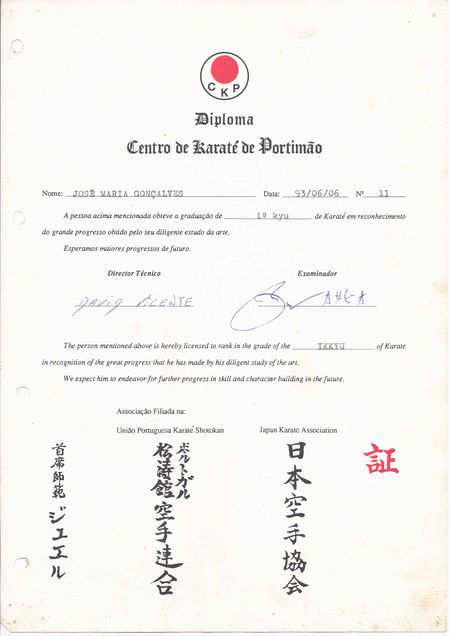 CKP
Diploma
Centro de Karaté de Portimão
Nome: JOSÉ MARIA GONÇALVES Data: 93/06/06 Nº 11
A pessoa acima mencionada obteve a graduação de 1º kyu de Karaté em reconhecimento
do grande progresso obtido pelo seu diligente estudo da arte.
Esperamos maiores progressos de futuro.
Director Técnico Examinador
DAVID VICENTE
The person mentioned above is hereby licensed to rank in the grade of the IKKYU of Karate
in recognition of the great progress that he has made by his diligent study of the art.
We expect him to endeavor for further progress in skill and character building in the future.
Associação Filiada na:
União Portuguesa Karaté Shotokan Japan Karate Association
証
日本空手協会
ポルトガル
松涛館空手連合
首席師範 ジエエル